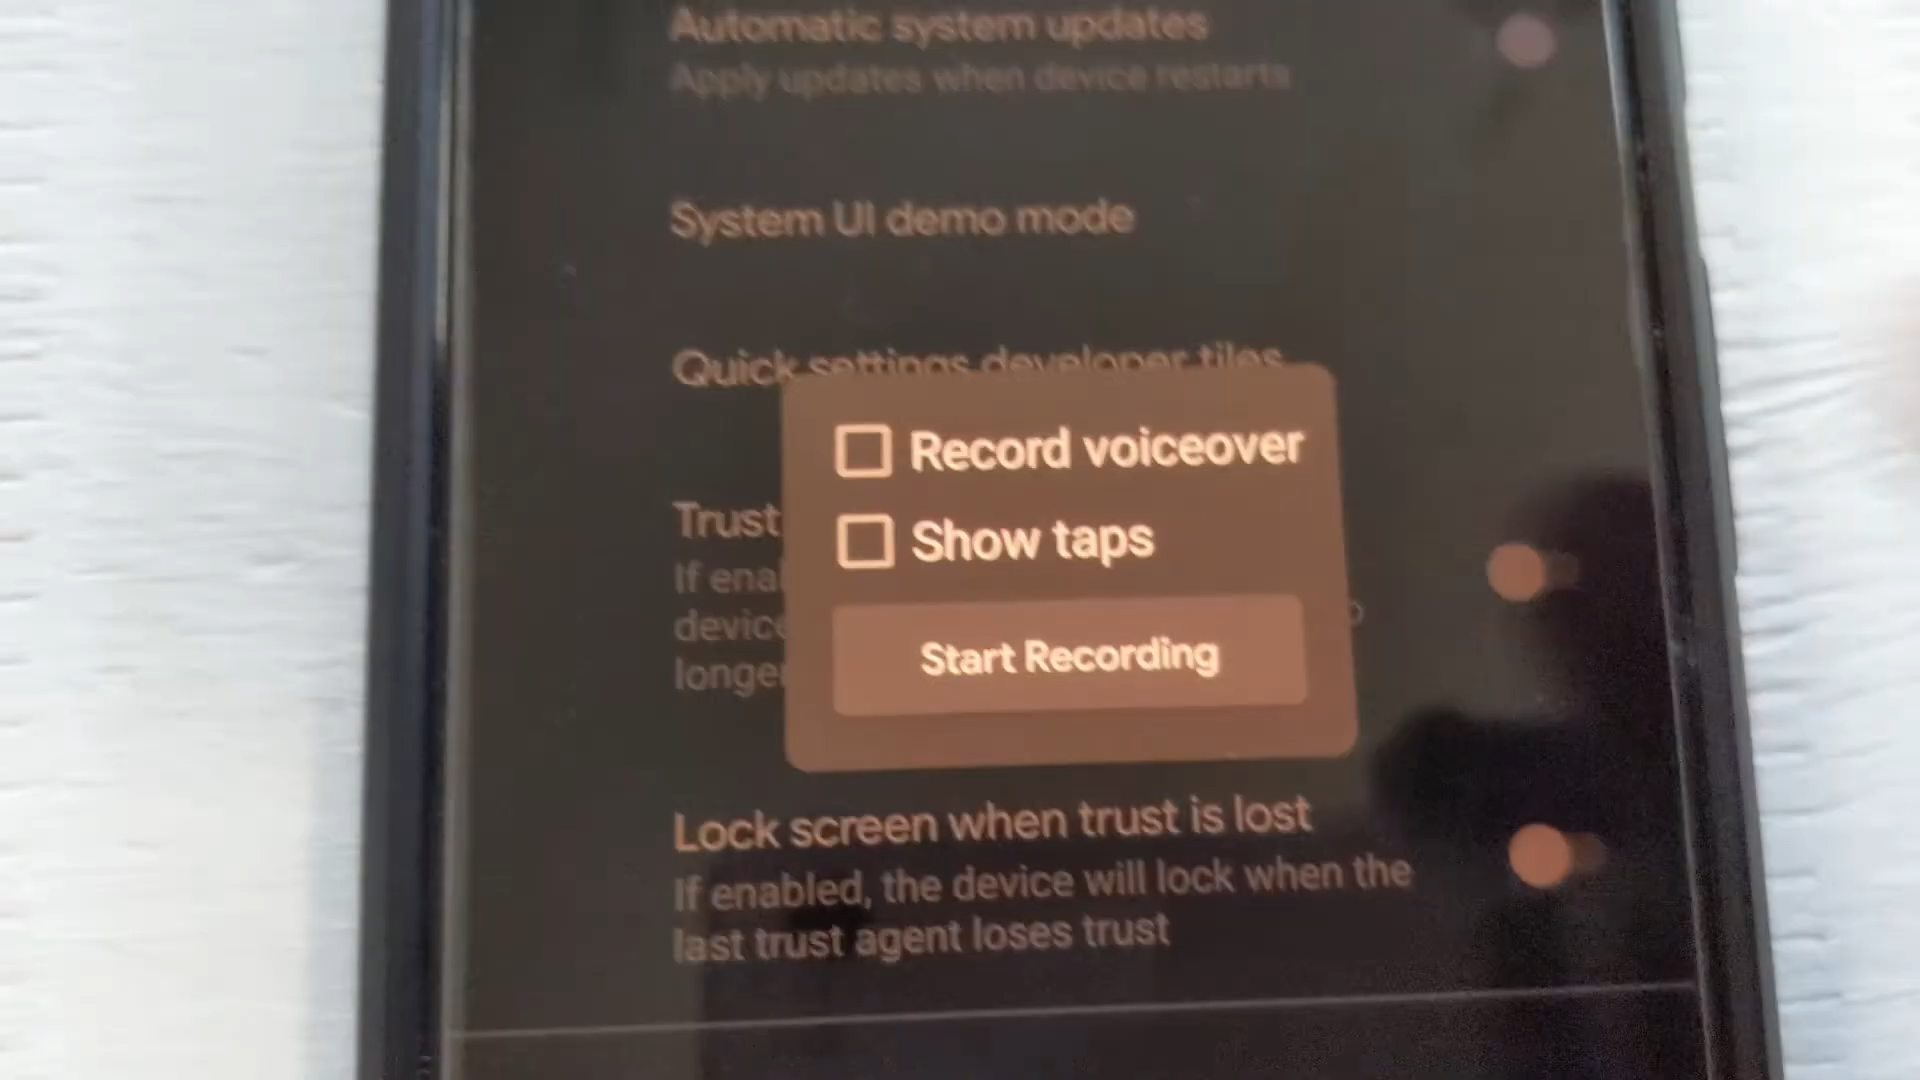 Automatic system updates
Apply updates when device restarts
System UI demo mode
Quick settings developer tiles
Record voiceover
Show taps
Start Recording
Trust
If enal
device
longer
Lock screen when trust is lost
If enabled, the device will lock when the
last trust agent loses trust